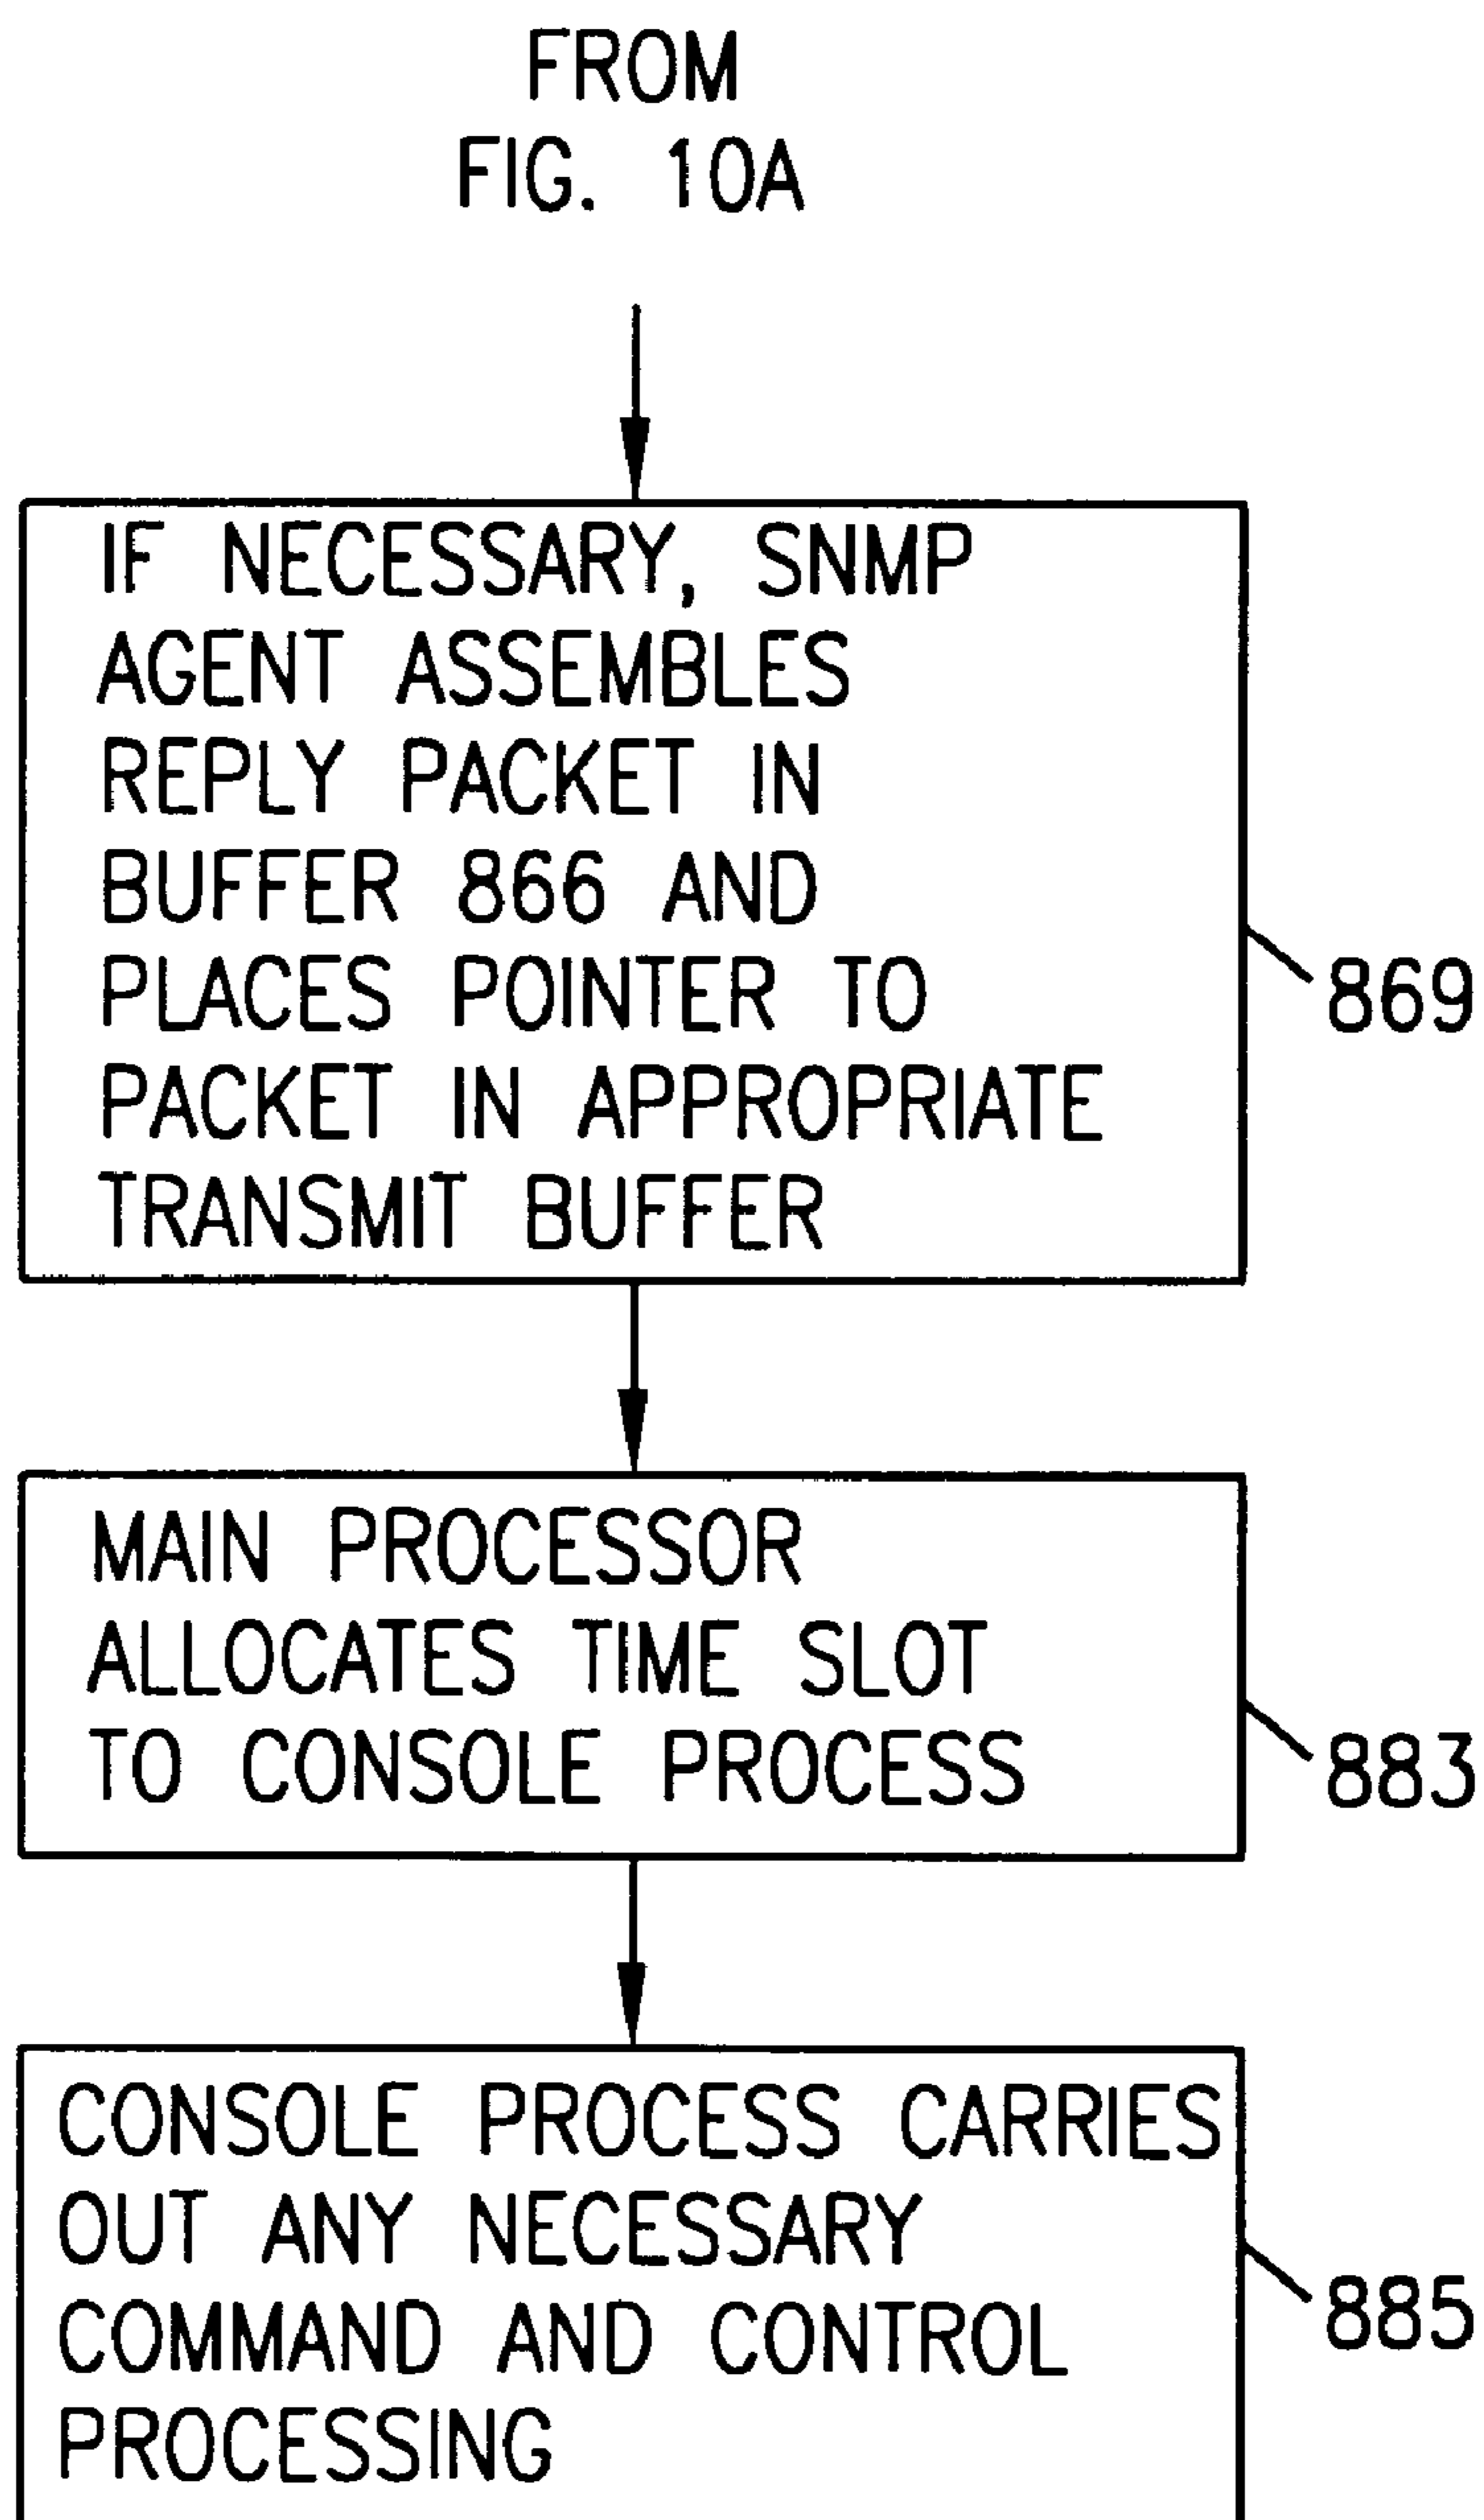 FROM
FIG. 10A
IF NECESSARY, SNMP
AGENT ASSEMBLES
REPLY PACKET IN
BUFFER 866 AND
PLACES POINTER TO
PACKET IN APPROPRIATE
TRANSMIT BUFFER
869
MAIN PROCESSOR
ALLOCATES TIME SLOT
TO CONSOLE PROCESS
883
CONSOLE PROCESS CARRIES
OUT ANY NECESSARY
COMMAND AND CONTROL
PROCESSING
885